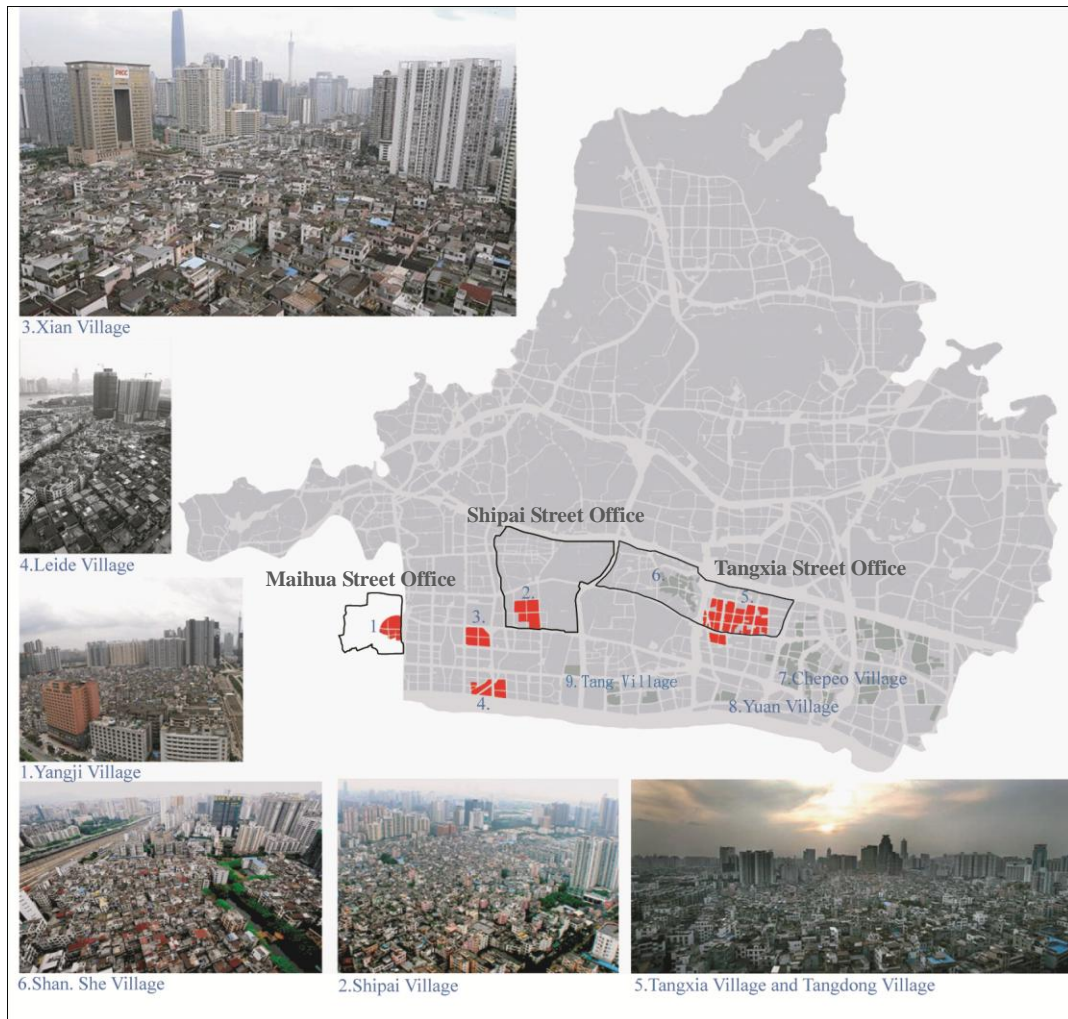 PICC
3.Xian Village
4.Leide Village
Shipai Street Office
Maihua Street Office
Tangxia Street Office
6.
2.
5.
1.
3.
9.Tang Village
7.Chepeo Village
4.
8.Yuan Village
1.Yangji Village
6.Shan. She Village
2.Shipai Village
5.Tangxia Village and Tangdong Village